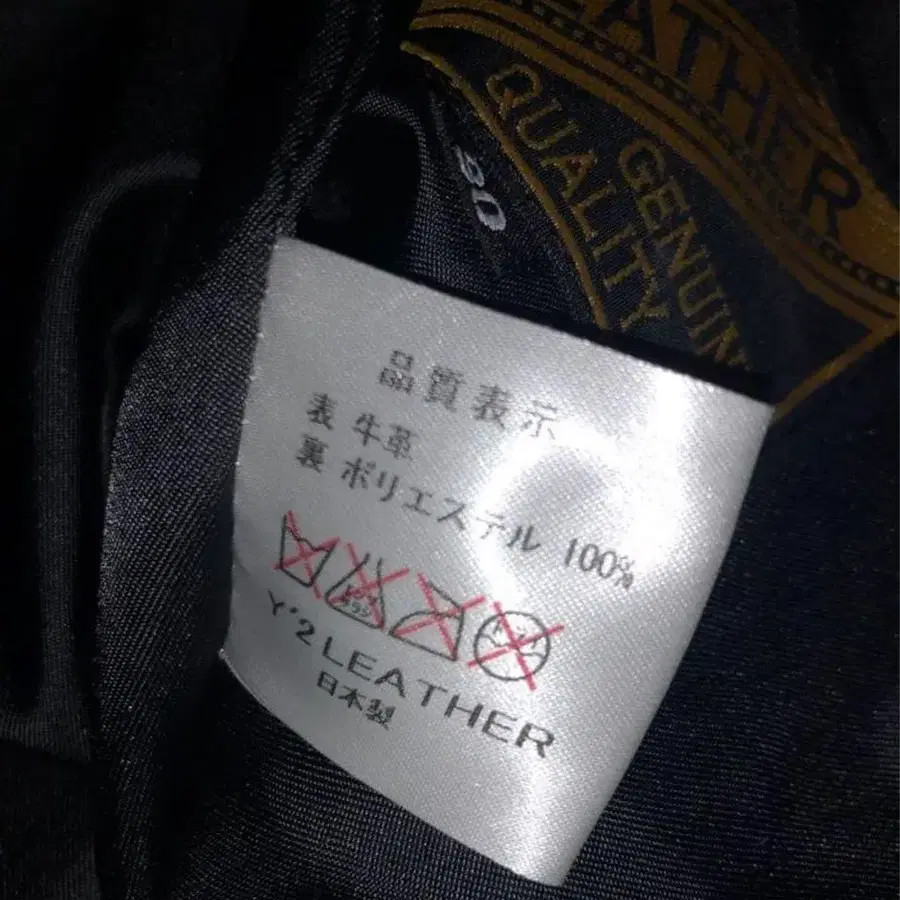 LEATHER
GENUIN
QUALITY
品質表示
表 牛革
裏 ポリエステル 100%
Y'2 LEATHER
日本製